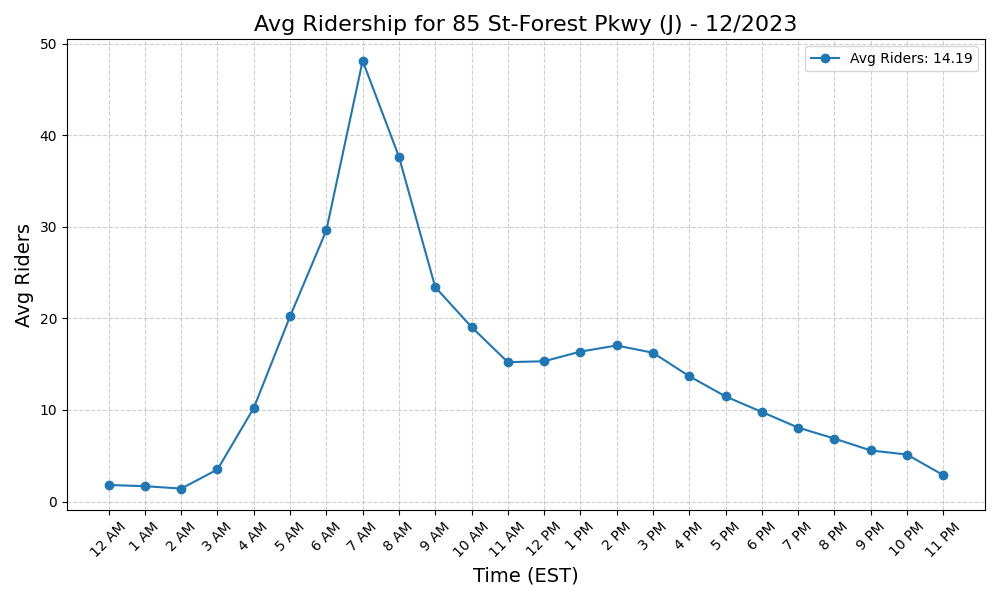 Avg Ridership for 85 St-Forest Pkwy (J) - 12/2023
Avg Riders: 14.19
Avg Riders
50
40
30
20
10
0
12 AM
1 AM
2 AM
3 AM
4 AM
5 AM
6 AM
7 AM
8 AM
9 AM
10 AM
11 AM
12 PM
1 PM
2 PM
3 PM
4 PM
5 PM
6 PM
7 PM
8 PM
9 PM
10 PM
11 PM
Time (EST)